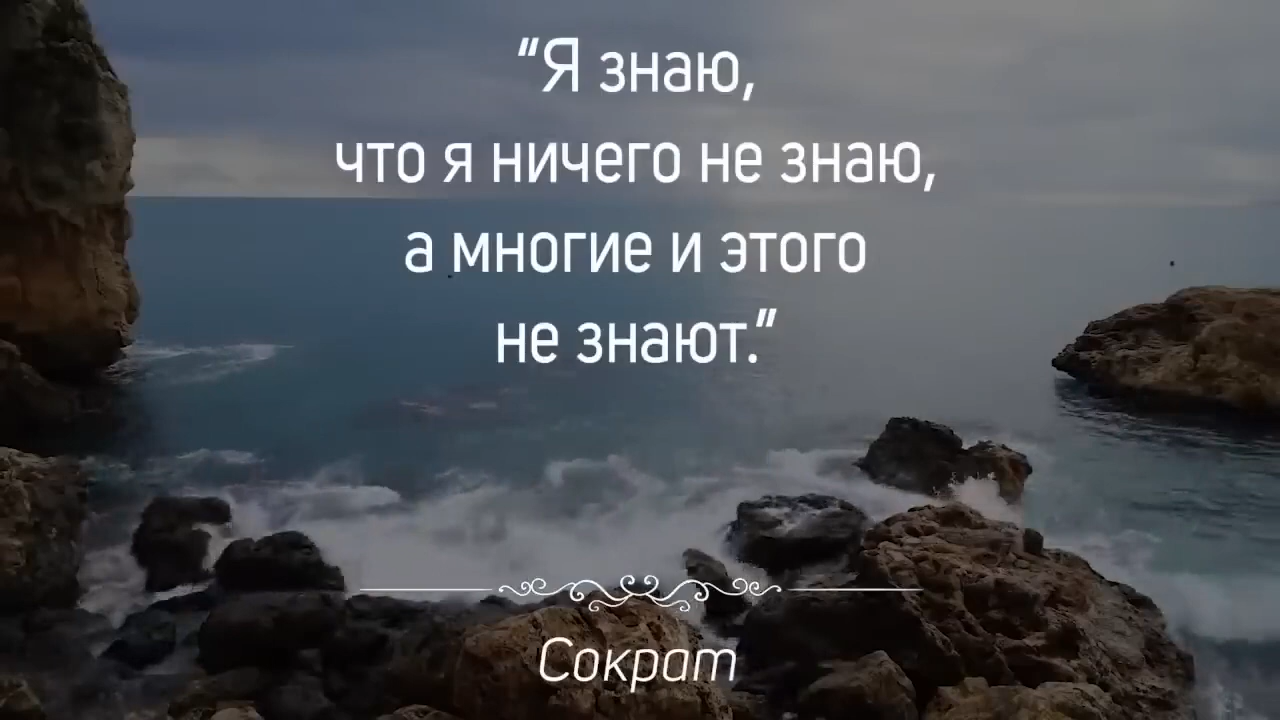 "Я знаю,
что я ничего не знаю,
а многие и этого
не знают."
Сократ